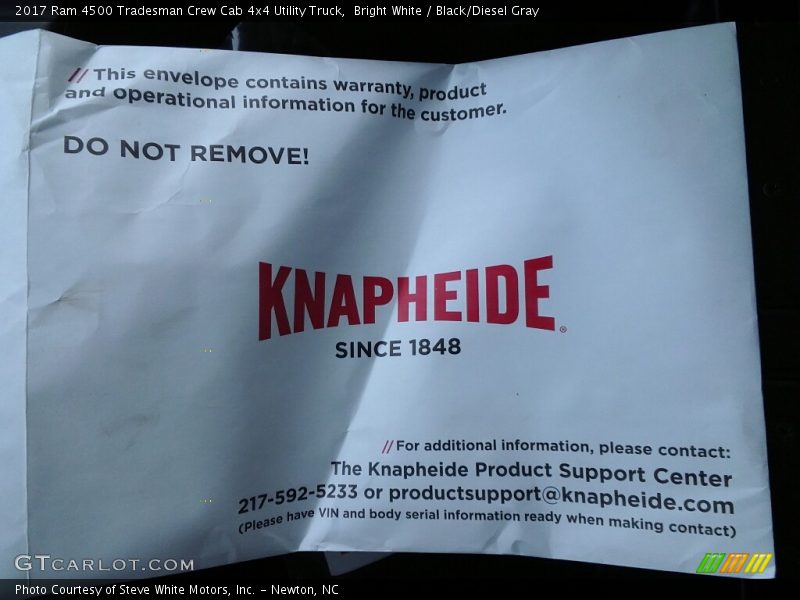 2017 Ram 4500 Tradesman Crew Cab 4x4 Utility Truck,  Bright White / Black/Diesel Gray
// This envelope contains warranty, product
and operational information for the customer.
DO NOT REMOVE!
KNAPHEIDE®
SINCE 1848
// For additional information, please contact:
The Knapheide Product Support Center
217-592-5233 or productsupport@knapheide.com
(Please have VIN and body serial information ready when making contact)
GTCARLOT.COM
Photo Courtesy of Steve White Motors, Inc. – Newton, NC